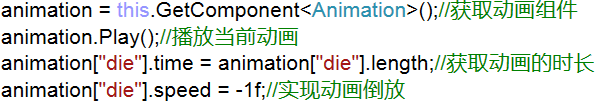 animation = this.GetComponent<Animation>();//获取动画组件
animation.Play();//播放当前动画
animation["die"].time = animation["die"].length;//获取动画的时长
animation["die"].speed = -1f;//实现动画倒放